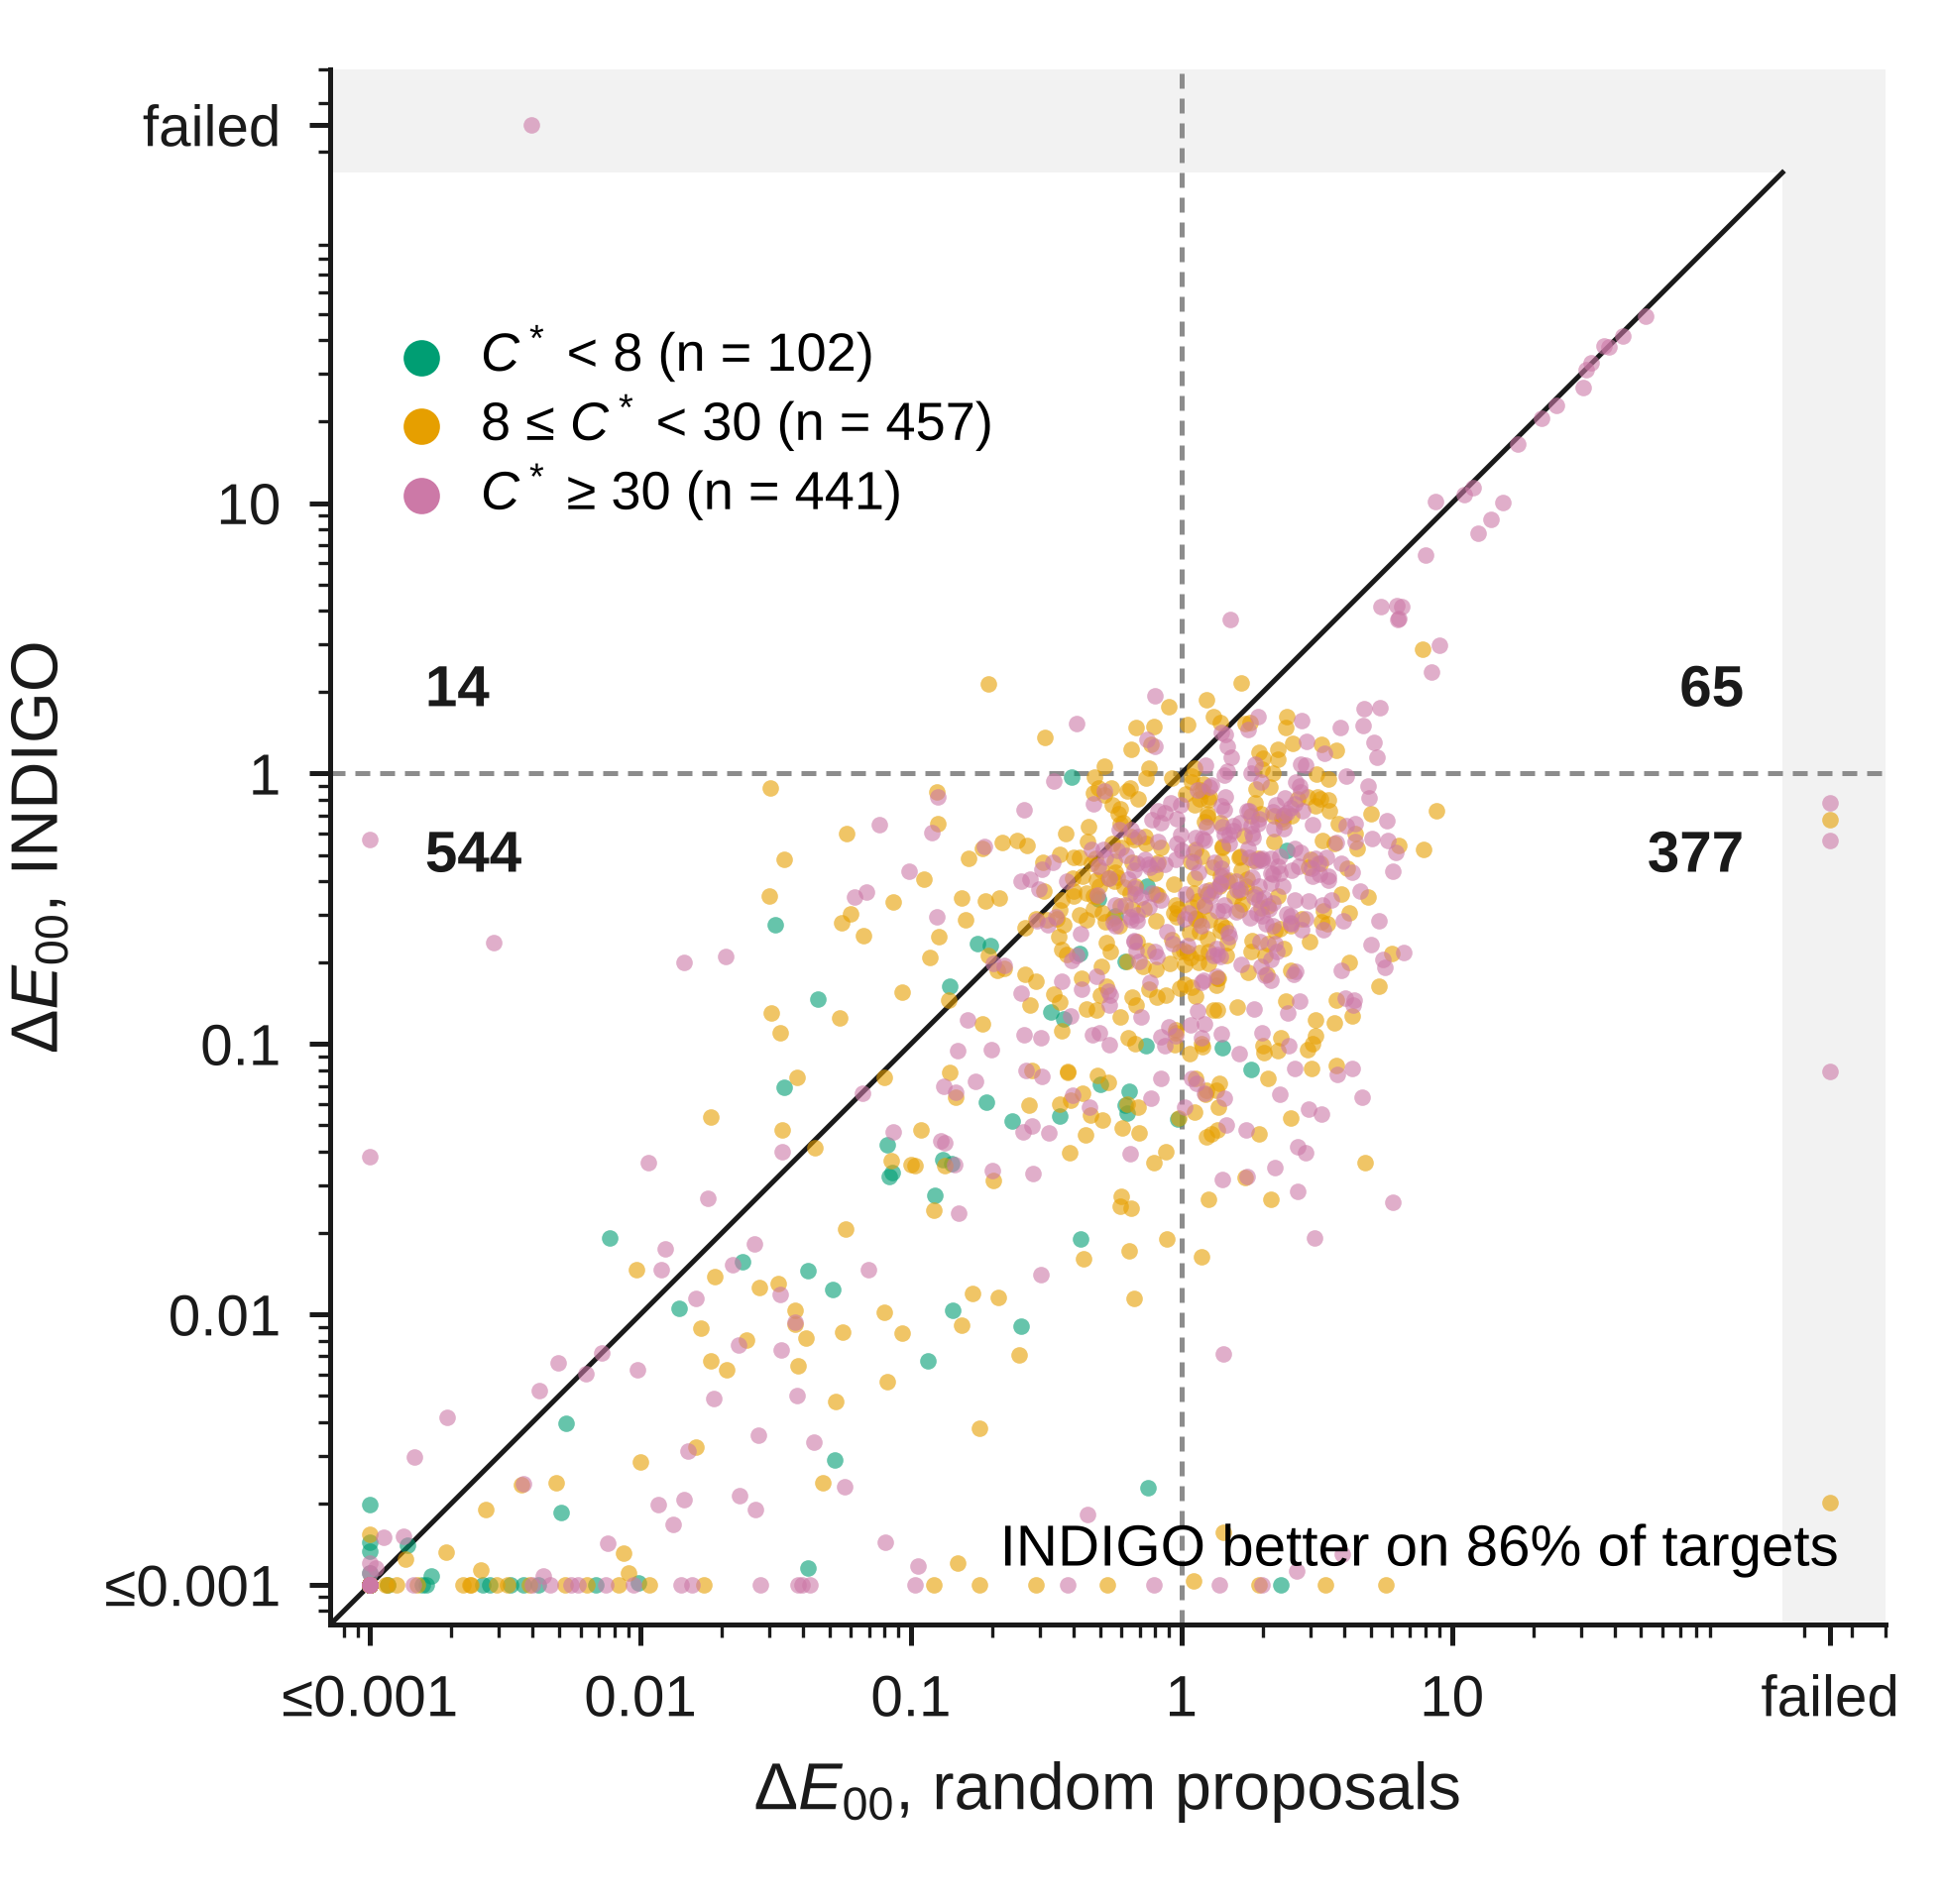 failed
C* < 8 (n = 102)
8 ≤ C* < 30 (n = 457)
C* ≥ 30 (n = 441)
10
14
65
1
544
377
0.1
0.01
INDIGO better on 86% of targets
≤0.001
ΔE00, INDIGO
≤0.001 0.01 0.1 1 10 failed
ΔE00, random proposals